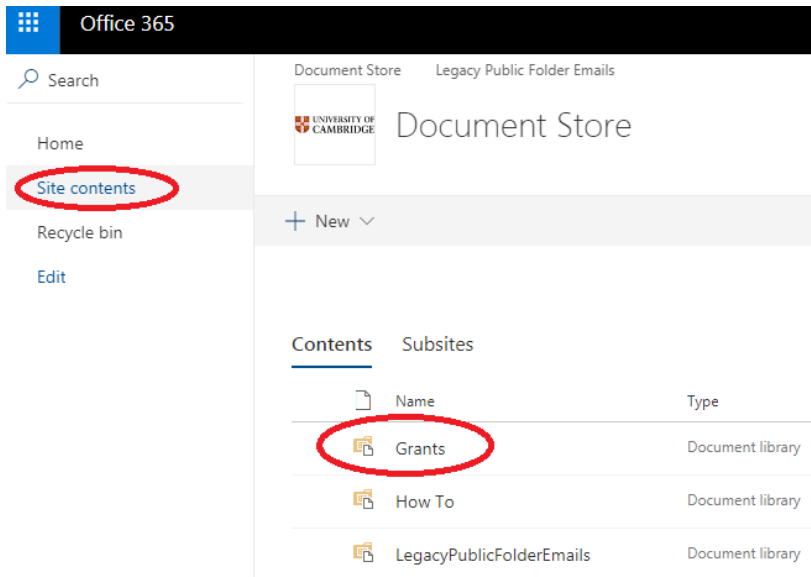 Office 365
Search
Home
Site contents
Recycle bin
Edit
Document Store Legacy Public Folder Emails
UNIVERSITY OF
CAMBRIDGE
Document Store
New
Contents Subsites
Name Type
Grants Document library
How To Document library
LegacyPublicFolderEmails Document library